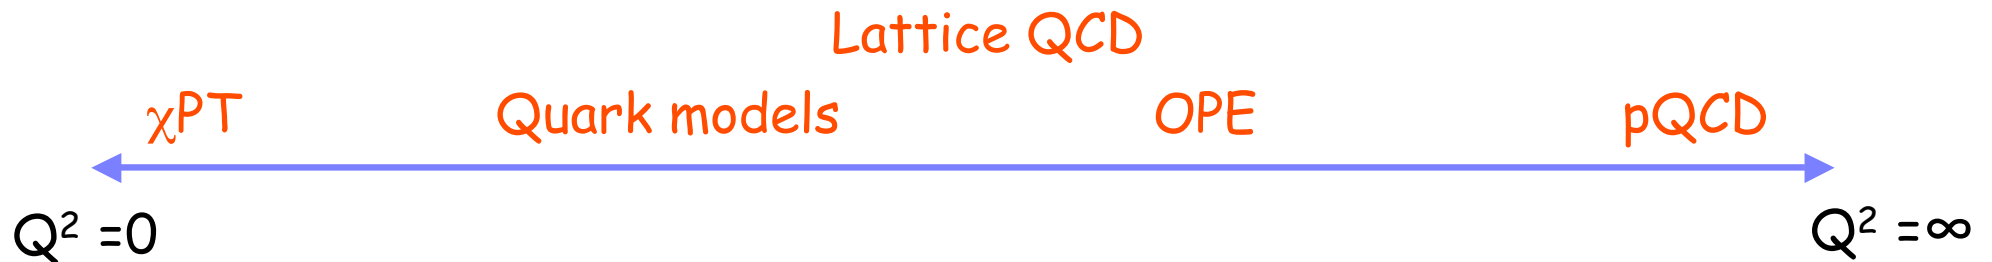 Lattice QCD
χPT Quark models OPE pQCD
Q² =0 Q² =∞